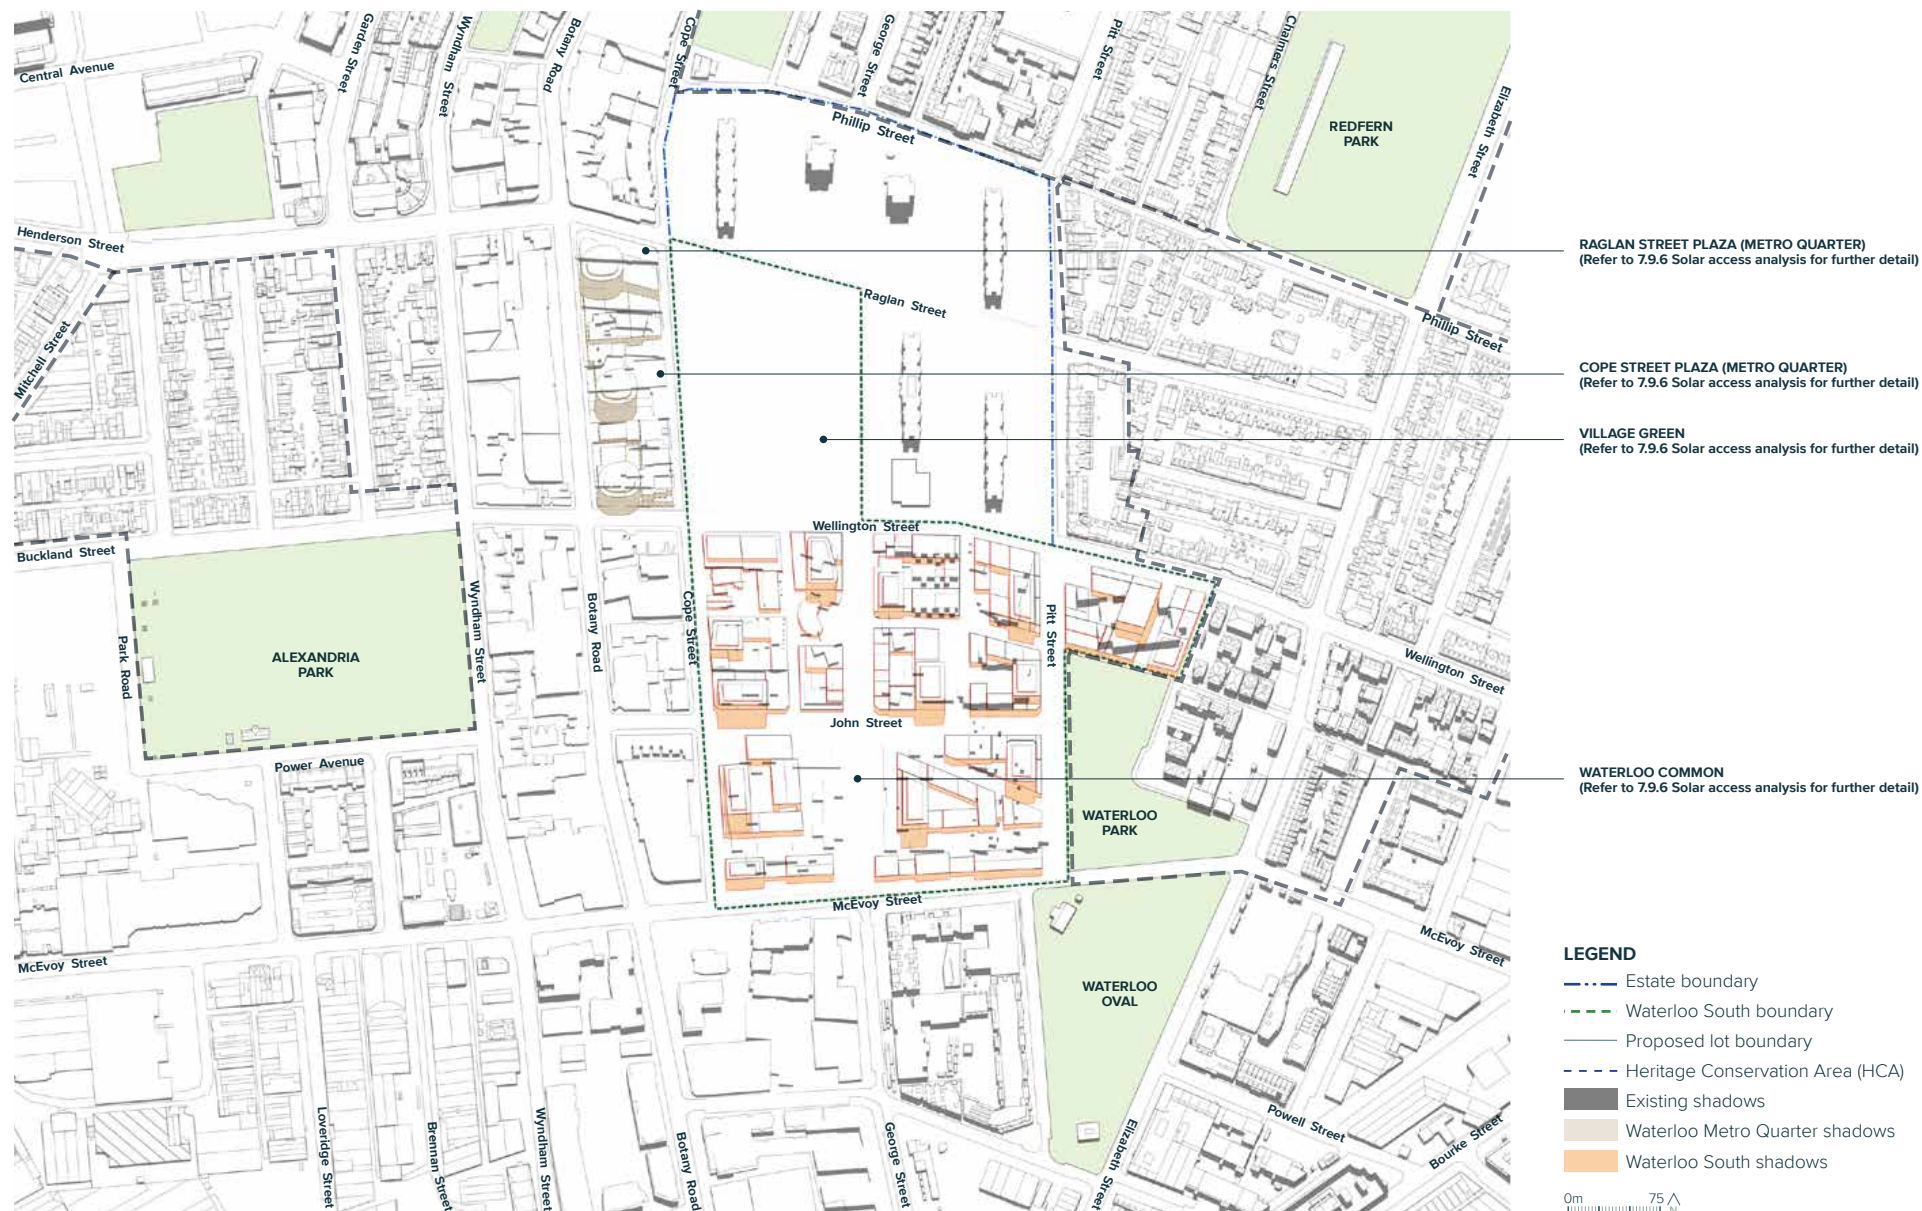 Central Avenue
Garden Street
Wyndham Street
Botany Road
Cope Street
George Street
Pitt Street
Chalmers Street
Elizabeth Street
REDFERN
PARK
Phillip Street
Henderson Street
Mitchell Street
Raglan Street
Phillip Street
RAGLAN STREET PLAZA (METRO QUARTER)
(Refer to 7.9.6 Solar access analysis for further detail)
COPE STREET PLAZA (METRO QUARTER)
(Refer to 7.9.6 Solar access analysis for further detail)
VILLAGE GREEN
(Refer to 7.9.6 Solar access analysis for further detail)
Wellington Street
Buckland Street
Park Road
ALEXANDRIA
PARK
Wyndham Street
Botany Road
Cope Street
Pitt Street
Wellington Street
John Street
Power Avenue
WATERLOO COMMON
(Refer to 7.9.6 Solar access analysis for further detail)
WATERLOO
PARK
McEvoy Street
McEvoy Street
McEvoy Street
WATERLOO
OVAL
Loveridge Street
Brennan Street
Wyndham Street
Botany Road
George Street
Elizabeth Street
Powell Street
Bourke Street
LEGEND
Estate boundary
Waterloo South boundary
Proposed lot boundary
Heritage Conservation Area (HCA)
Existing shadows
Waterloo Metro Quarter shadows
Waterloo South shadows
0m 75
N